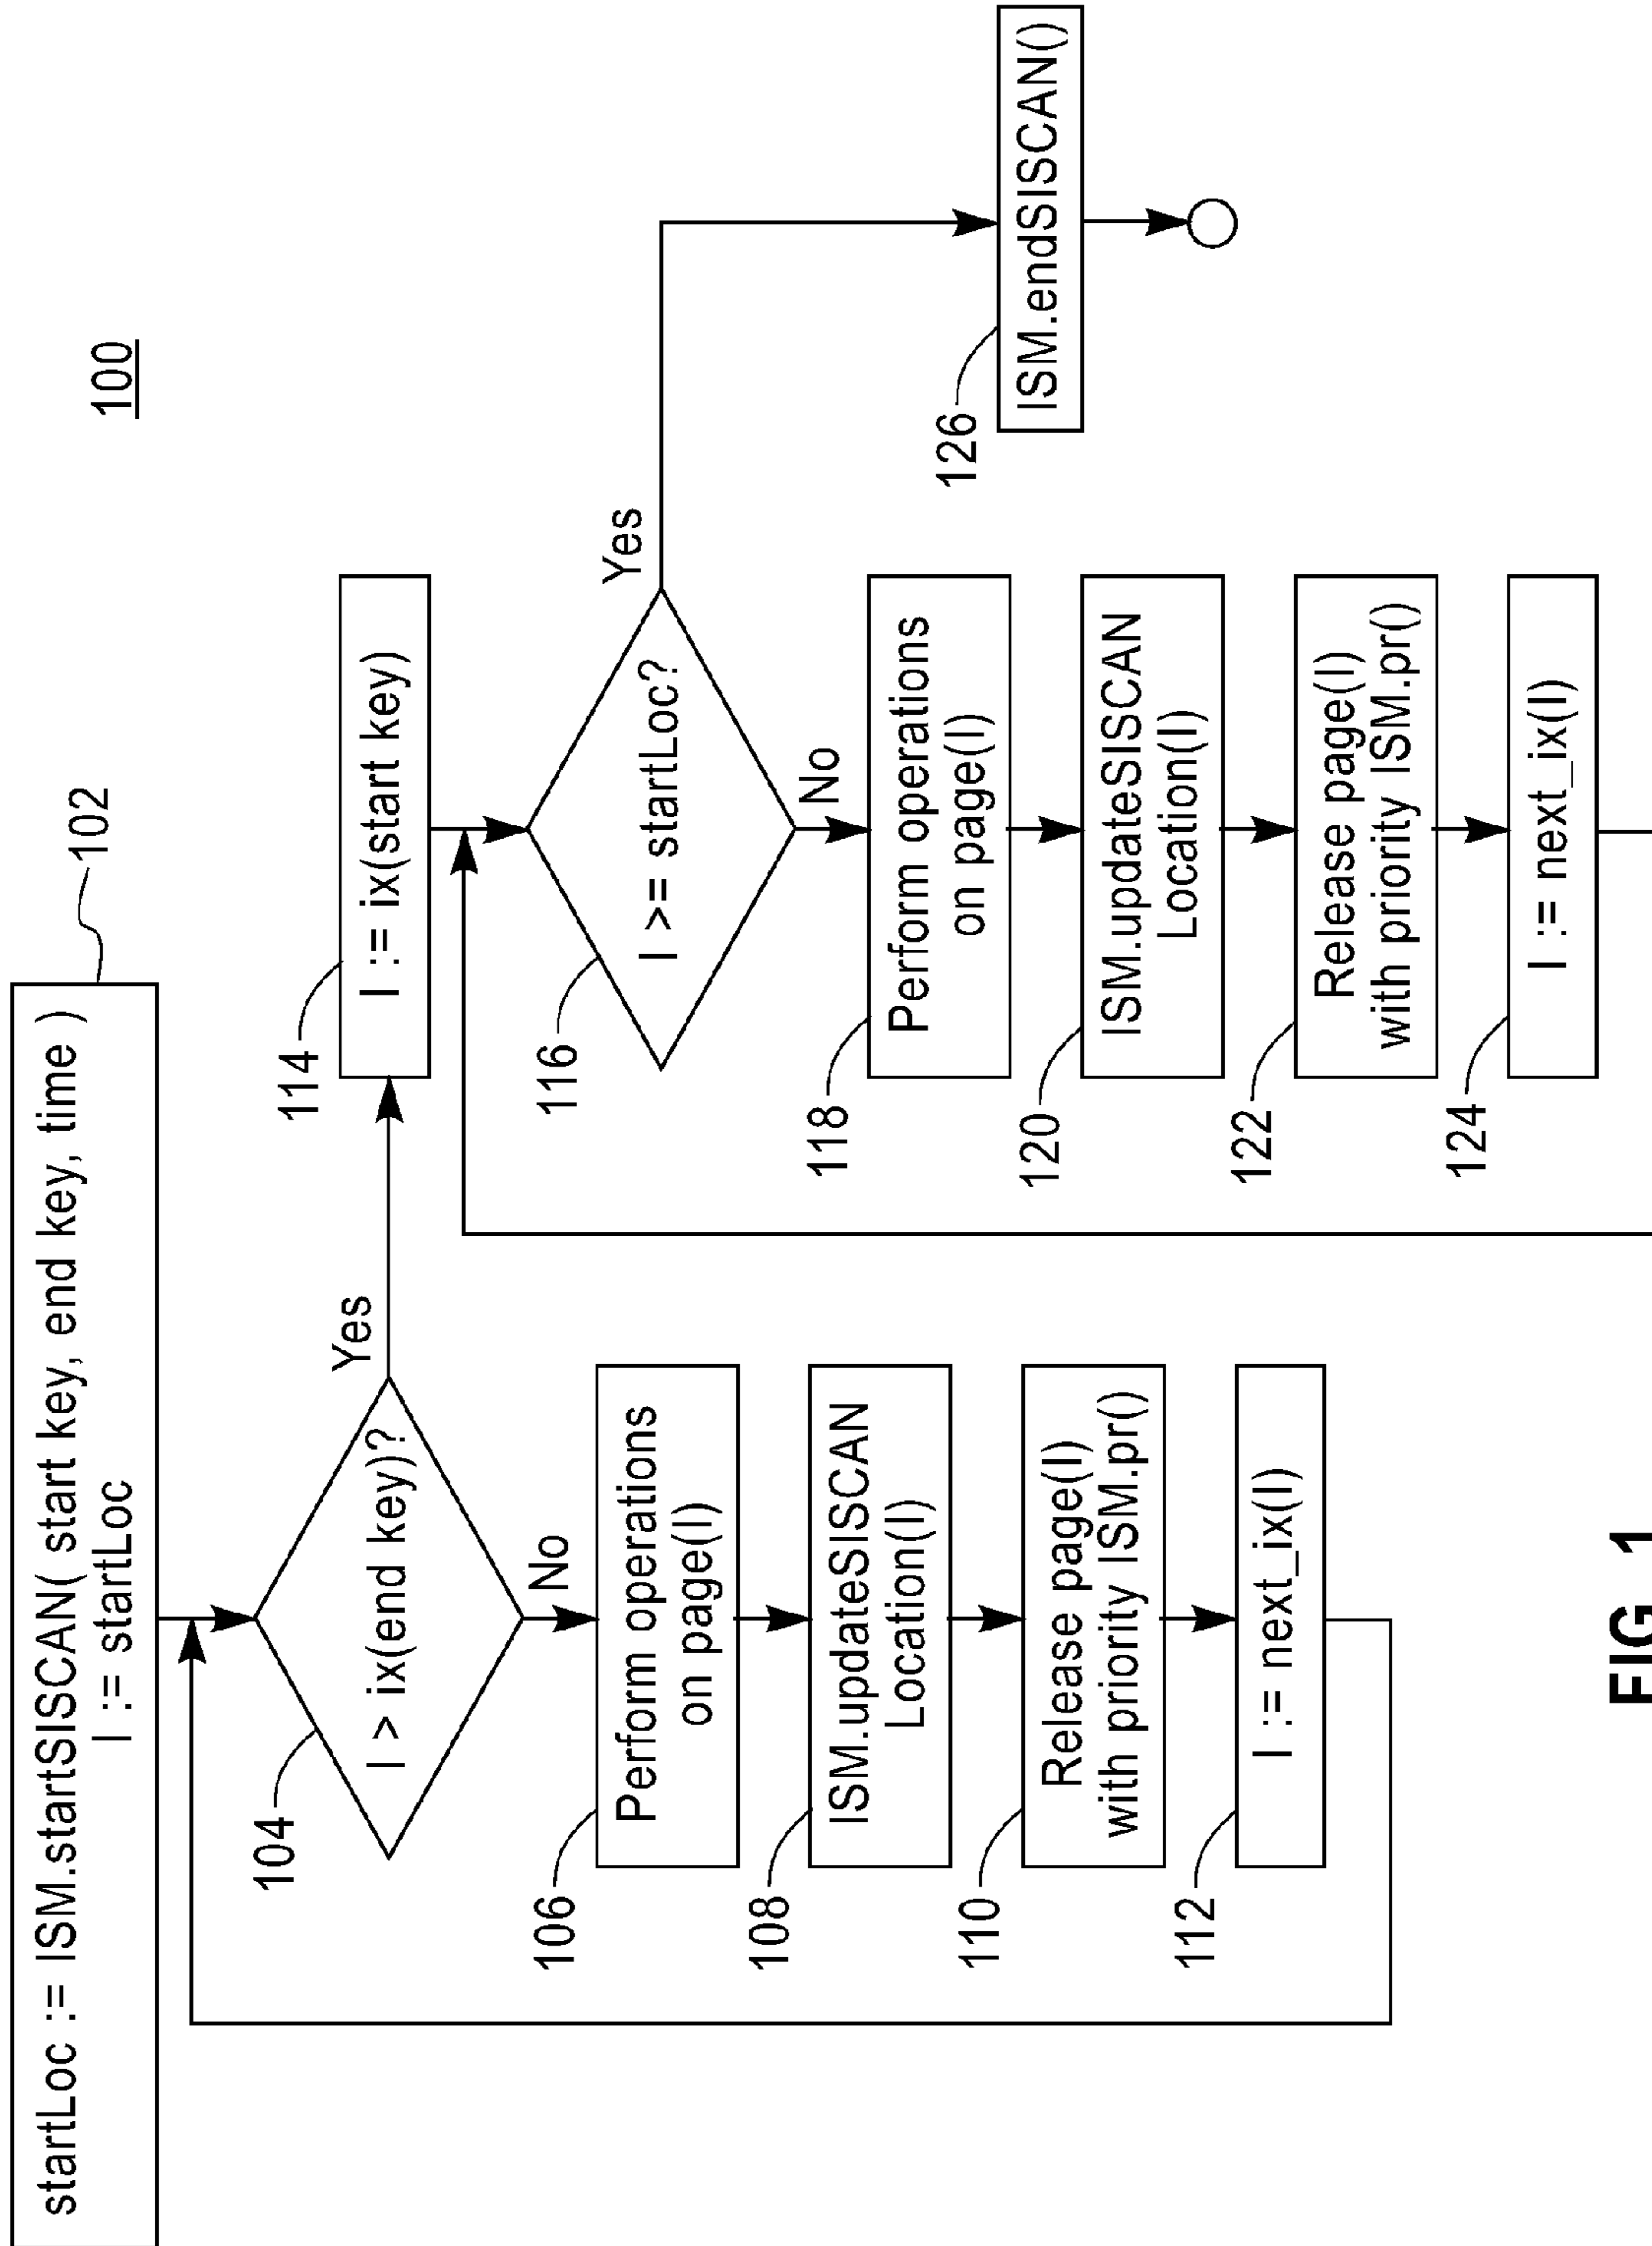 100
startLoc := ISM.startSISCAN( start key, end key, time )
l := startLoc
102
104
l > ix(end key)?
Yes
No
106
Perform operations
on page(l)
108
ISM.updateSISCAN
Location(l)
110
Release page(l)
with priority ISM.pr()
112
l := next_ix(l)
114
l := ix(start key)
116
l >= startLoc?
Yes
No
118
Perform operations
on page(l)
120
ISM.updateSISCAN
Location(l)
122
Release page(l)
with priority ISM.pr()
124
l := next_ix(l)
126
ISM.endSISCAN()
FIG. 1